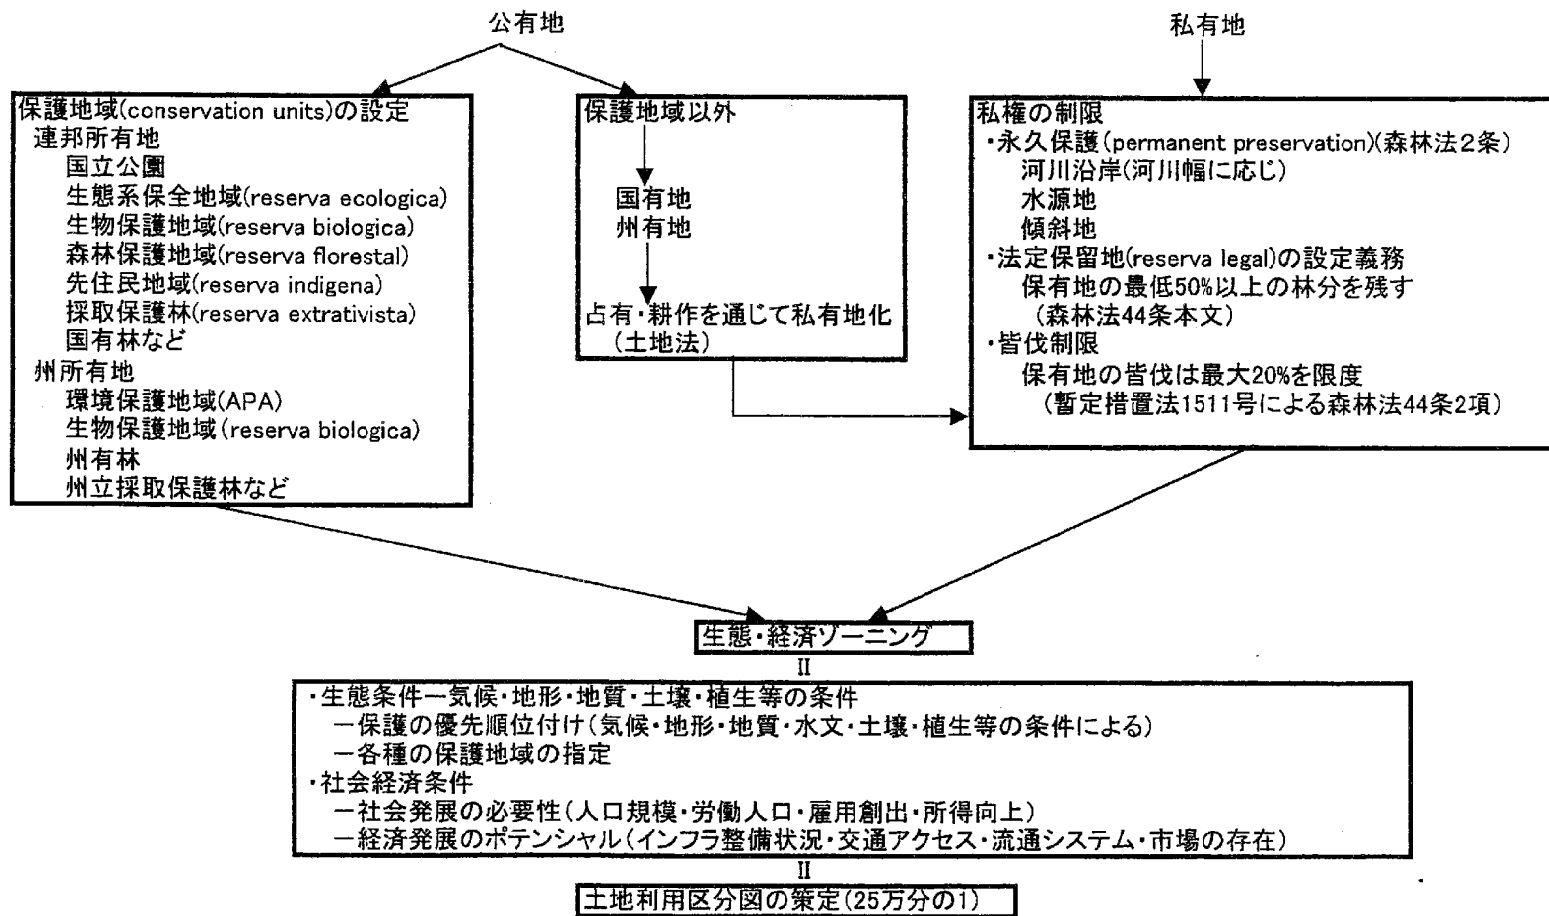 公有地
私有地
保護地域(conservation units)の設定
連邦所有地
国立公園
生態系保全地域(reserva ecologica)
生物保護地域(reserva biologica)
森林保護地域(reserva florestal)
先住民地域(reserva indigena)
採取保護林(reserva extrativista)
国有林など
州所有地
環境保護地域(APA)
生物保護地域(reserva biologica)
州有林
州立採取保護林など
保護地域以外
国有地
州有地
占有・耕作を通じて私有地化
(土地法)
私権の制限
・永久保護(permanent preservation)(森林法2条)
河川沿岸(河川幅に応じ)
水源地
傾斜地
・法定保留地(reserva legal)の設定義務
保有地の最低50%以上の林分を残す
(森林法44条本文)
・皆伐制限
保有地の皆伐は最大20%を限度
(暫定措置法1511号による森林法44条2項)
生態・経済ゾーニング
II
・生態条件―気候・地形・地質・土壌・植生等の条件
―保護の優先順位付け(気候・地形・地質・水文・土壌・植生等の条件による)
―各種の保護地域の指定
・社会経済条件
―社会発展の必要性(人口規模・労働人口・雇用創出・所得向上)
―経済発展のポテンシャル(インフラ整備状況・交通アクセス・流通システム・市場の存在)
II
土地利用区分図の策定(25万分の1)